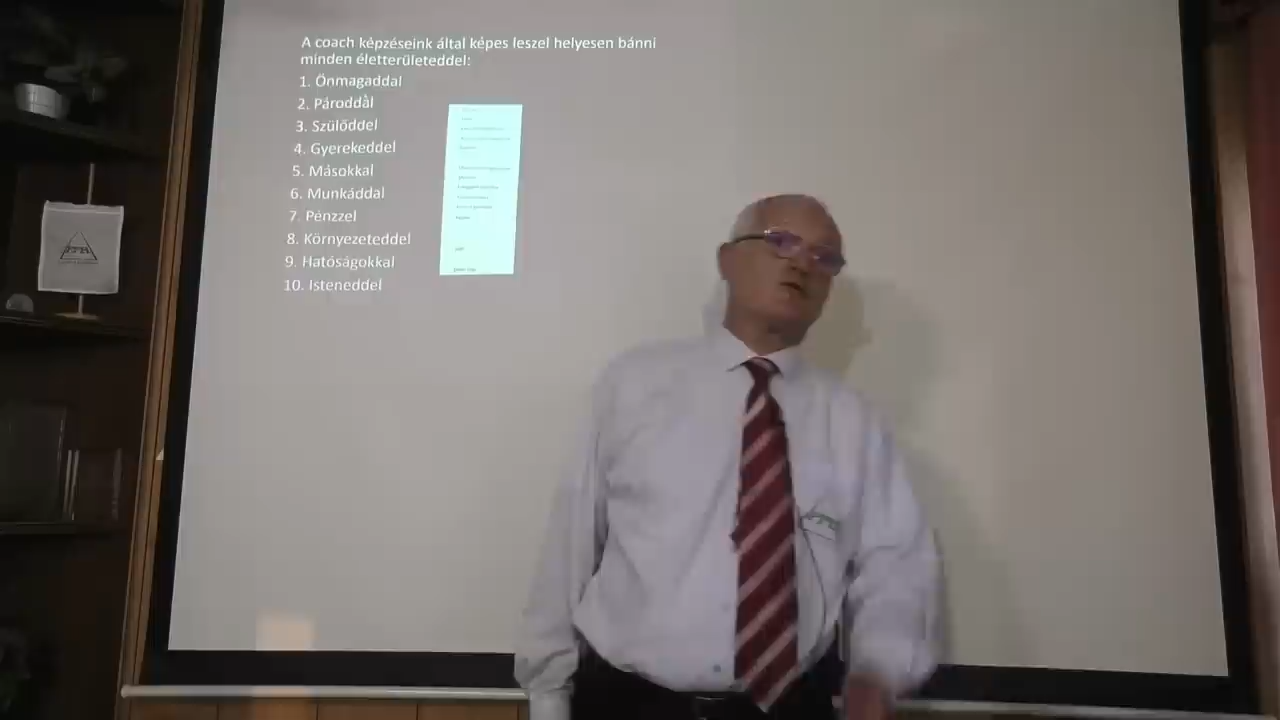 A coach képzéseink által képes leszel helyesen bánni
minden életterületeddel:
1. Önmagaddal
2. Pároddal
3. Szülőddel
4. Gyerekeddel
5. Másokkal
6. Munkáddal
7. Pénzzel
8. Környezeteddel
9. Hatóságokkal
10. Isteneddel